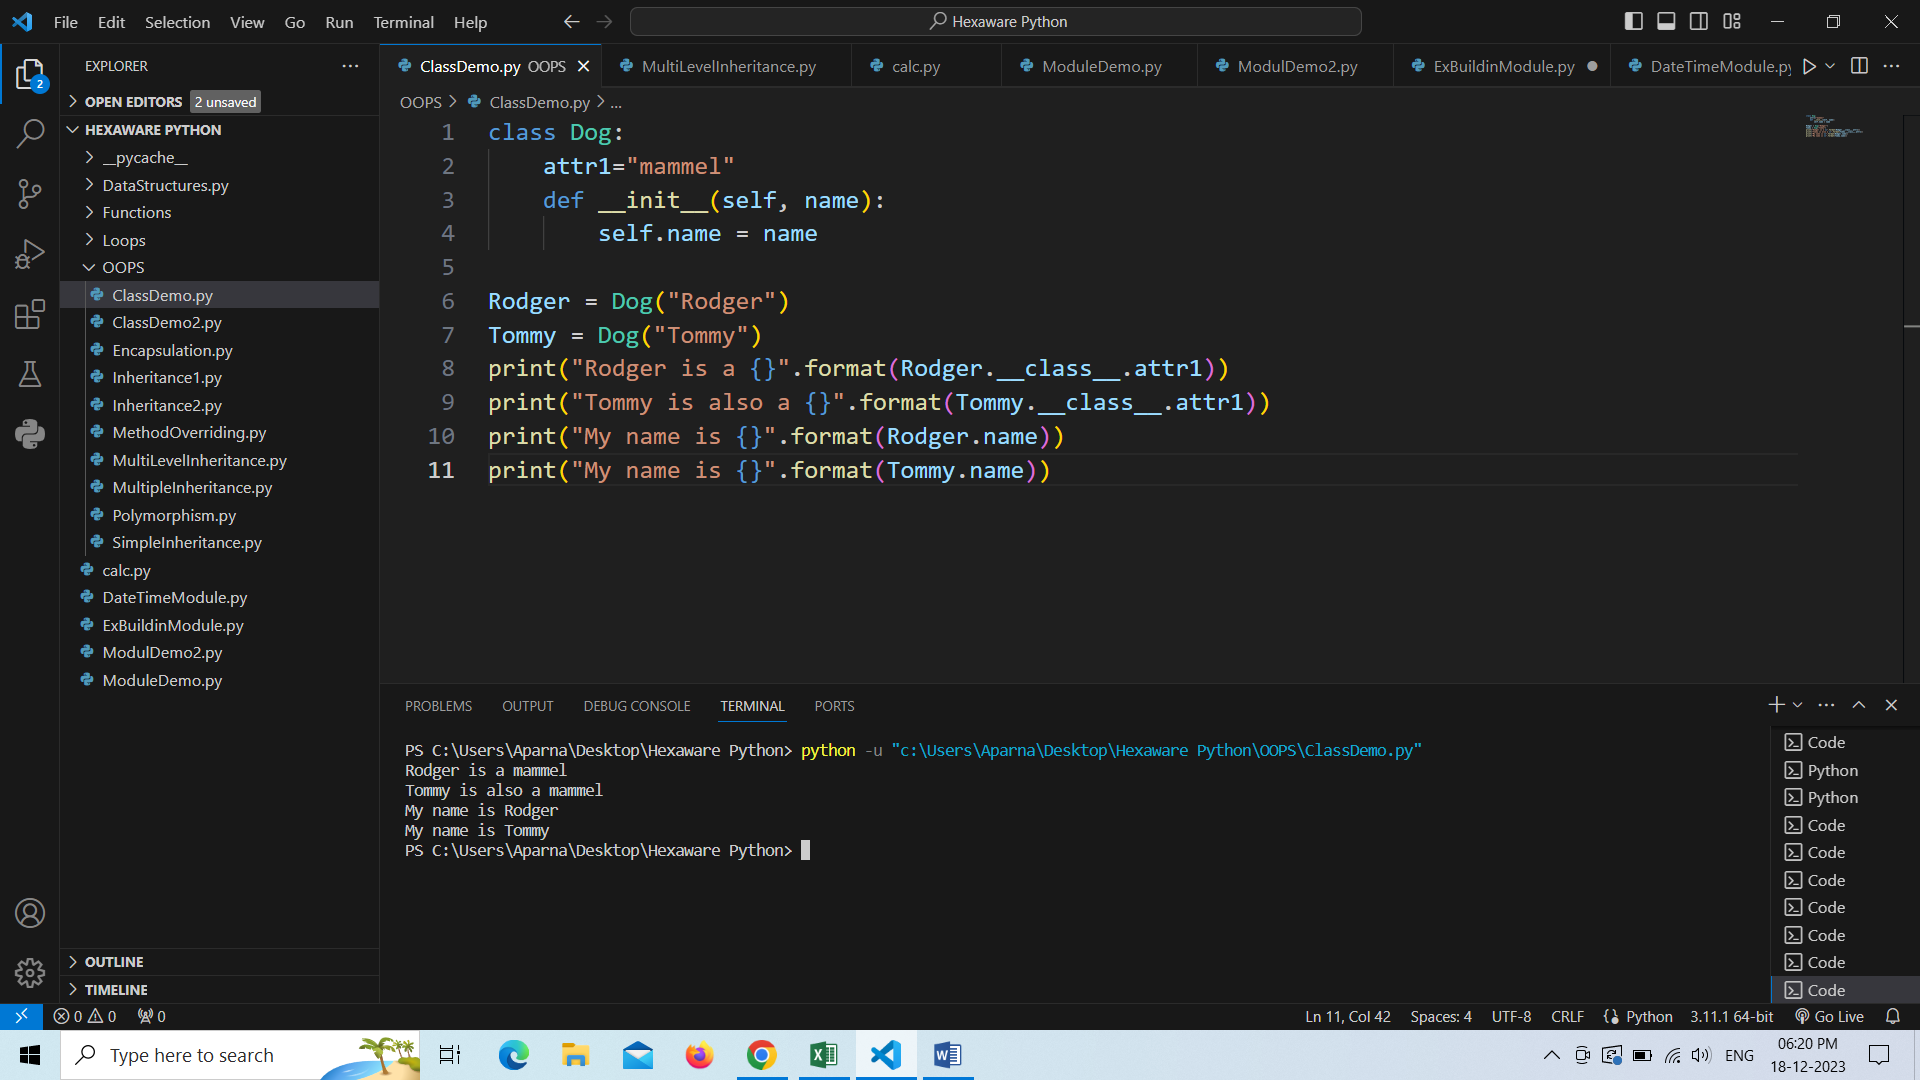 File Edit Selection View Go Run Terminal Help
Hexaware Python
EXPLORER
OPEN EDITORS 2 unsaved
HEXAWARE PYTHON
__pycache__
DataStructures.py
Functions
Loops
OOPS
ClassDemo.py
ClassDemo2.py
Encapsulation.py
Inheritance1.py
Inheritance2.py
MethodOverriding.py
MultiLevelInheritance.py
MultipleInheritance.py
Polymorphism.py
SimpleInheritance.py
calc.py
DateTimeModule.py
ExBuildinModule.py
ModulDemo2.py
ModuleDemo.py
OUTLINE
TIMELINE
2
ClassDemo.py OOPS MultiLevelInheritance.py calc.py ModuleDemo.py ModulDemo2.py ExBuildinModule.py DateTimeModule.py
OOPS > ClassDemo.py > ...
1 class Dog:
2     attr1="mammel"
3     def __init__(self, name):
4         self.name = name
5
6 Rodger = Dog("Rodger")
7 Tommy = Dog("Tommy")
8 print("Rodger is a {}".format(Rodger.__class__.attr1))
9 print("Tommy is also a {}".format(Tommy.__class__.attr1))
10 print("My name is {}".format(Rodger.name))
11 print("My name is {}".format(Tommy.name))
PROBLEMS OUTPUT DEBUG CONSOLE TERMINAL PORTS
PS C:\Users\Aparna\Desktop\Hexaware Python> python -u "c:\Users\Aparna\Desktop\Hexaware Python\OOPS\ClassDemo.py"
Rodger is a mammel
Tommy is also a mammel
My name is Rodger
My name is Tommy
PS C:\Users\Aparna\Desktop\Hexaware Python>
Code
Python
Python
Code
Code
Code
Code
Code
Code
Code
0 0 0 Ln 11, Col 42 Spaces: 4 UTF-8 CRLF Python 3.11.1 64-bit Go Live
Type here to search
ENG
06:20 PM
18-12-2023